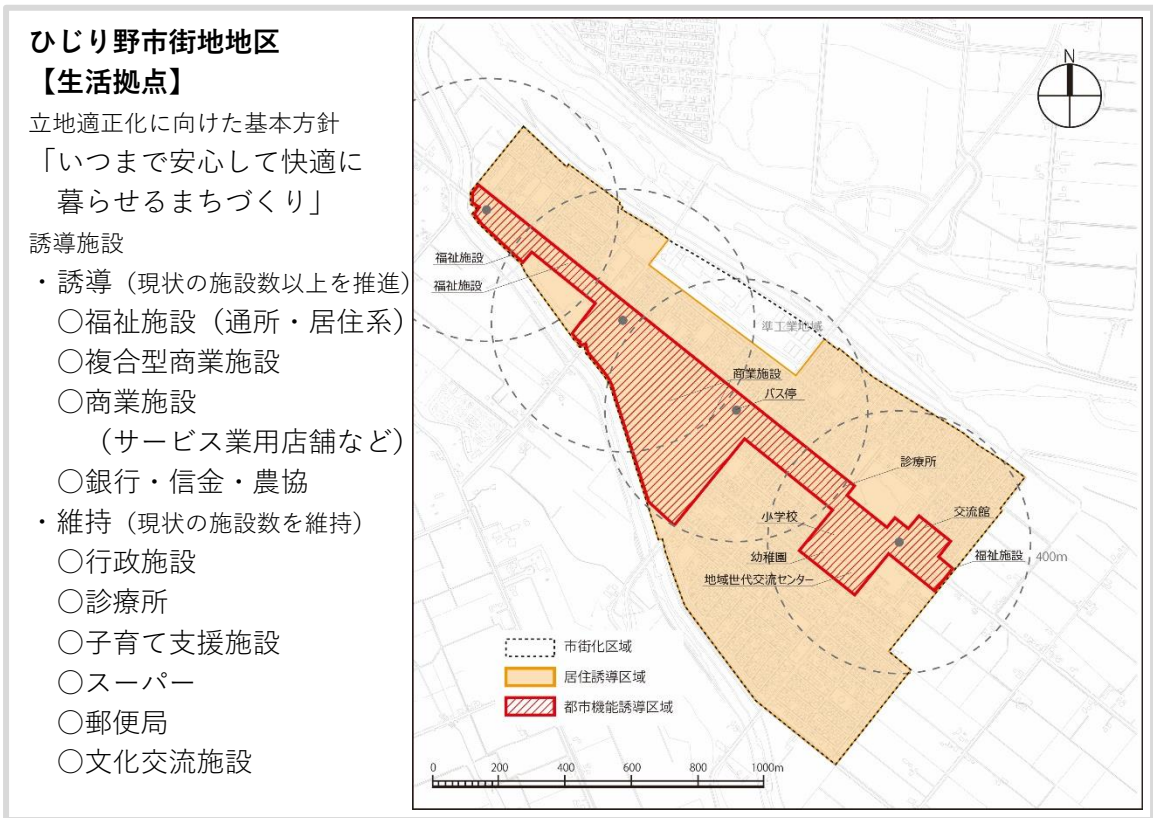 ひじり野市街地地区
【生活拠点】
立地適正化に向けた基本方針
「いつまで安心して快適に
暮らせるまちづくり」
誘導施設
・誘導（現状の施設数以上を推進）
○福祉施設（通所・居住系）
○複合型商業施設
○商業施設
（サービス業用店舗など）
○銀行・信金・農協
・維持（現状の施設数を維持）
○行政施設
○診療所
○子育て支援施設
○スーパー
○郵便局
○文化交流施設
N
福祉施設
福祉施設
準工業地域
商業施設
バス停
診療所
小学校
交流館
幼稚園
福祉施設
400m
地域世代交流センター
市街化区域
居住誘導区域
都市機能誘導区域
0 200 400 600 800 1000m